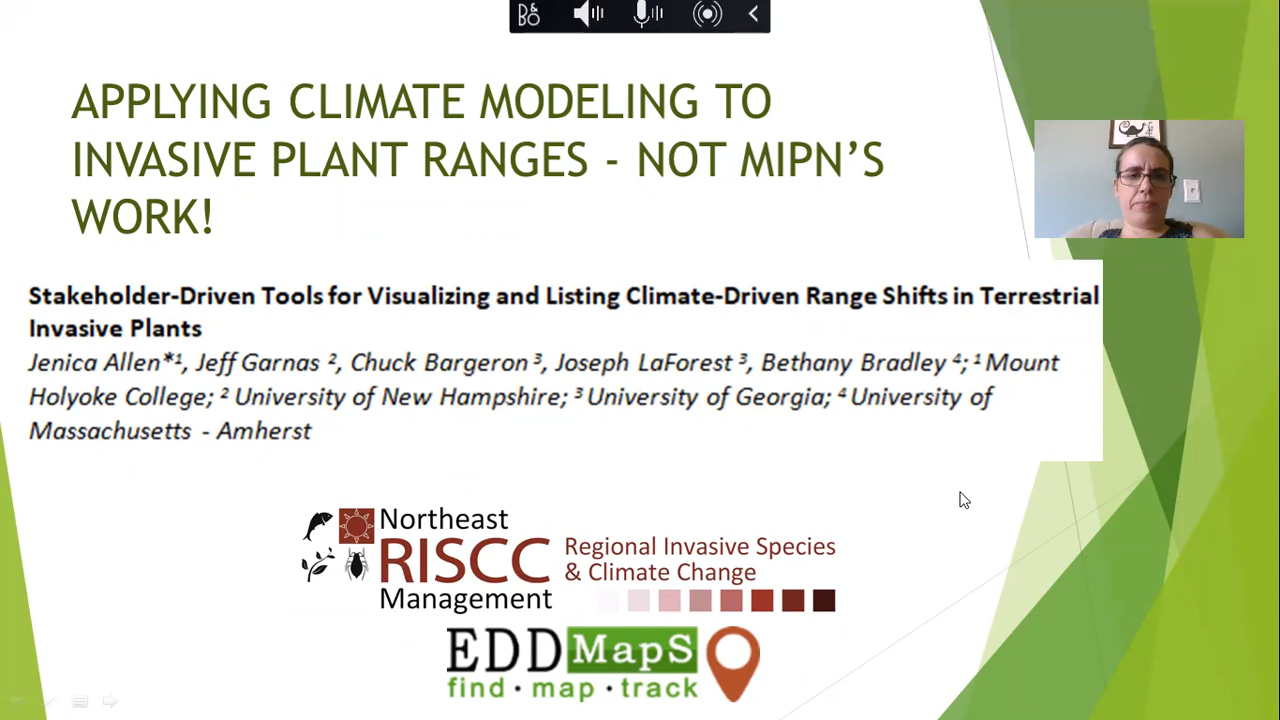 B&O
APPLYING CLIMATE MODELING TO
INVASIVE PLANT RANGES - NOT MIPN’S
WORK!
Stakeholder-Driven Tools for Visualizing and Listing Climate-Driven Range Shifts in Terrestrial
Invasive Plants
Jenica Allen*¹, Jeff Garnas ², Chuck Bargeron ³, Joseph LaForest ³, Bethany Bradley ⁴; ¹ Mount
Holyoke College; ² University of New Hampshire; ³ University of Georgia; ⁴ University of
Massachusetts - Amherst
Northeast
RISCC
Management
Regional Invasive Species
& Climate Change
EDDMapS
find · map · track